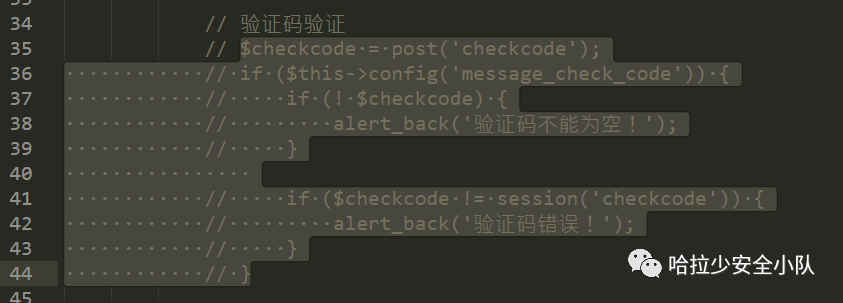 34 // 验证码验证
35 // $checkcode = post('checkcode');
36 // if ($this->config('message_check_code')) {
37 //     if (! $checkcode) {
38 //         alert_back('验证码不能为空！');
39 //     }
40
41 //     if ($checkcode != session('checkcode')) {
42 //         alert_back('验证码错误！');
43 //     }
44 // }
45
哈拉少安全小队